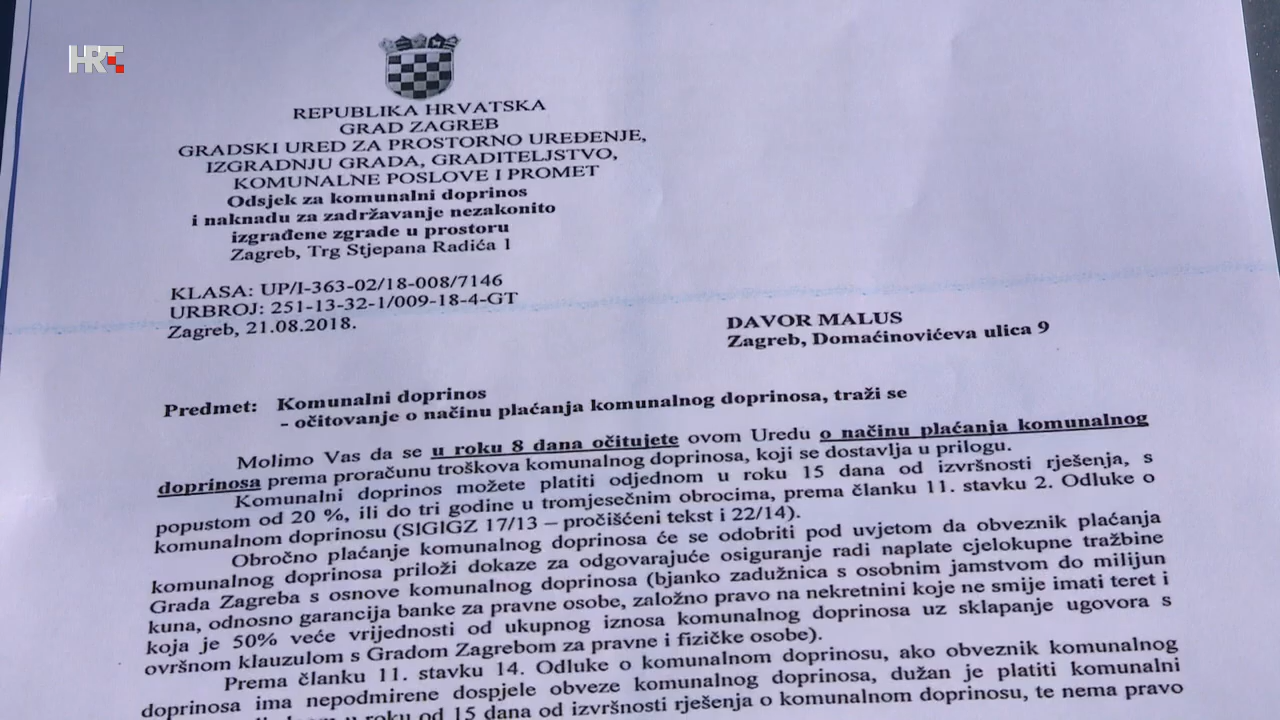 HRT
REPUBLIKA HRVATSKA
GRAD ZAGREB
GRADSKI URED ZA PROSTORNO UREĐENJE,
IZGRADNJU GRADA, GRADITELJSTVO,
KOMUNALNE POSLOVE I PROMET
Odsjek za komunalni doprinos
i naknadu za zadržavanje nezakonito
izgrađene zgrade u prostoru
Zagreb, Trg Stjepana Radića 1
KLASA: UP/I-363-02/18-008/7146
URBROJ: 251-13-32-1/009-18-4-GT
Zagreb, 21.08.2018.
DAVOR MALUS
Zagreb, Domaćinovićeva ulica 9
Predmet: Komunalni doprinos
- očitovanje o načinu plaćanja komunalnog doprinosa, traži se
Molimo Vas da se u roku 8 dana očitujete ovom Uredu o načinu plaćanja komunalnog
doprinosa prema proračunu troškova komunalnog doprinosa, koji se dostavlja u prilogu.
Komunalni doprinos možete platiti odjednom u roku 15 dana od izvršnosti rješenja, s
popustom od 20 %, ili do tri godine u tromjesečnim obrocima, prema članku 11. stavku 2. Odluke o
komunalnom doprinosu (SlGlGZ 17/13 – pročišćeni tekst i 22/14).
Obročno plaćanje komunalnog doprinosa će se odobriti pod uvjetom da obveznik plaćanja
komunalnog doprinosa priloži dokaze za odgovarajuće osiguranje radi naplate cjelokupne tražbine
Grada Zagreba s osnove komunalnog doprinosa (bjanko zadužnica s osobnim jamstvom do milijun
kuna, odnosno garancija banke za pravne osobe, založno pravo na nekretnini koje ne smije imati teret i
koja je 50% veće vrijednosti od ukupnog iznosa komunalnog doprinosa uz sklapanje ugovora s
ovršnom klauzulom s Gradom Zagrebom za pravne i fizičke osobe).
Prema članku 11. stavku 14. Odluke o komunalnom doprinosu, ako obveznik komunalnog
doprinosa ima nepodmirene dospjele obveze komunalnog doprinosa, dužan je platiti komunalni
u roku od 15 dana od izvršnosti rješenja o komunalnom doprinosu, te nema pravo